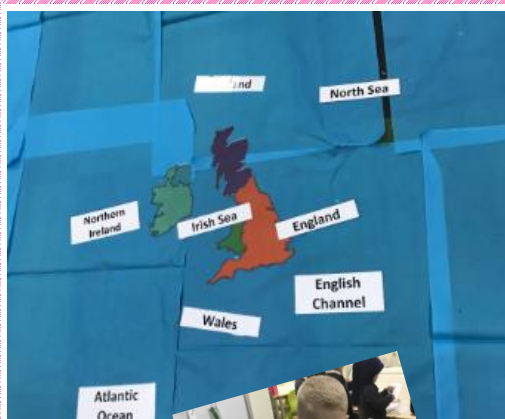 North Sea
Northern
Ireland
Irish Sea
England
English
Channel
Wales
Atlantic
Ocean